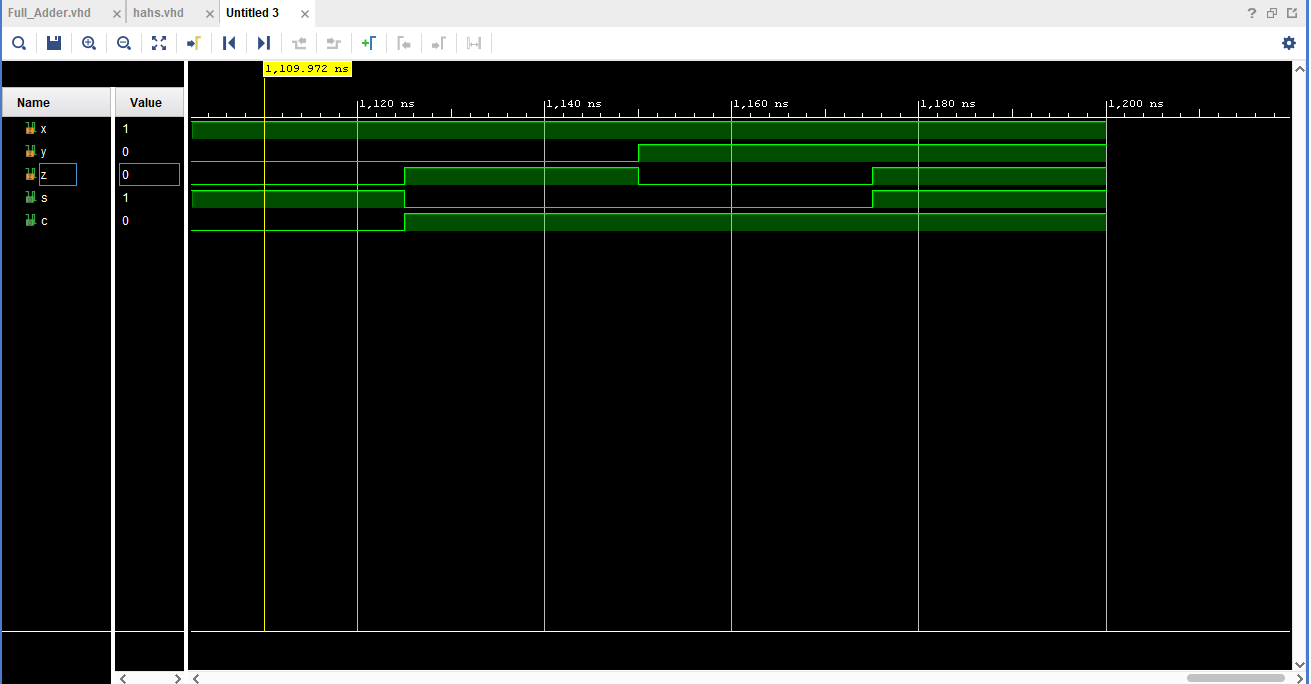 Full_Adder.vhd × hahs.vhd × Untitled 3 ×
1,109.972 ns
Name Value
1,120 ns 1,140 ns 1,160 ns 1,180 ns 1,200 ns
x 1
y 0
z 0
s 1
c 0